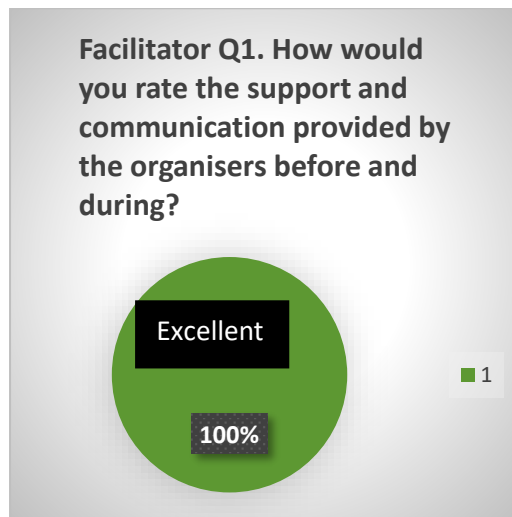 Facilitator Q1. How would
you rate the support and
communication provided by
the organisers before and
during?
Excellent
1
100%